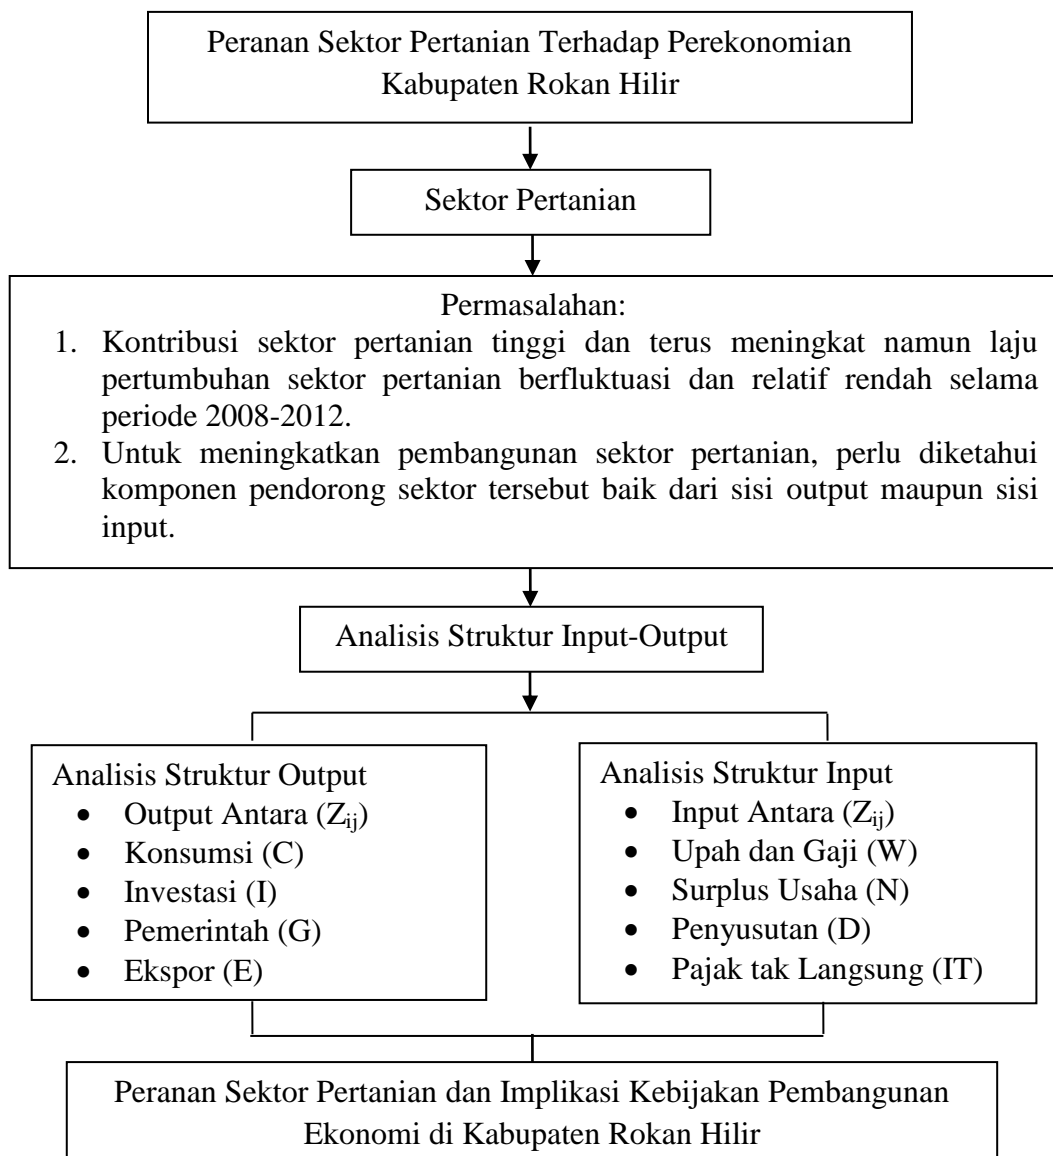 Peranan Sektor Pertanian Terhadap Perekonomian
Kabupaten Rokan Hilir
Sektor Pertanian
Permasalahan:
1. Kontribusi sektor pertanian tinggi dan terus meningkat namun laju
pertumbuhan sektor pertanian berfluktuasi dan relatif rendah selama
periode 2008-2012.
2. Untuk meningkatkan pembangunan sektor pertanian, perlu diketahui
komponen pendorong sektor tersebut baik dari sisi output maupun sisi
input.
Analisis Struktur Input-Output
Analisis Struktur Output
• Output Antara (Zij)
• Konsumsi (C)
• Investasi (I)
• Pemerintah (G)
• Ekspor (E)
Analisis Struktur Input
• Input Antara (Zij)
• Upah dan Gaji (W)
• Surplus Usaha (N)
• Penyusutan (D)
• Pajak tak Langsung (IT)
Peranan Sektor Pertanian dan Implikasi Kebijakan Pembangunan
Ekonomi di Kabupaten Rokan Hilir